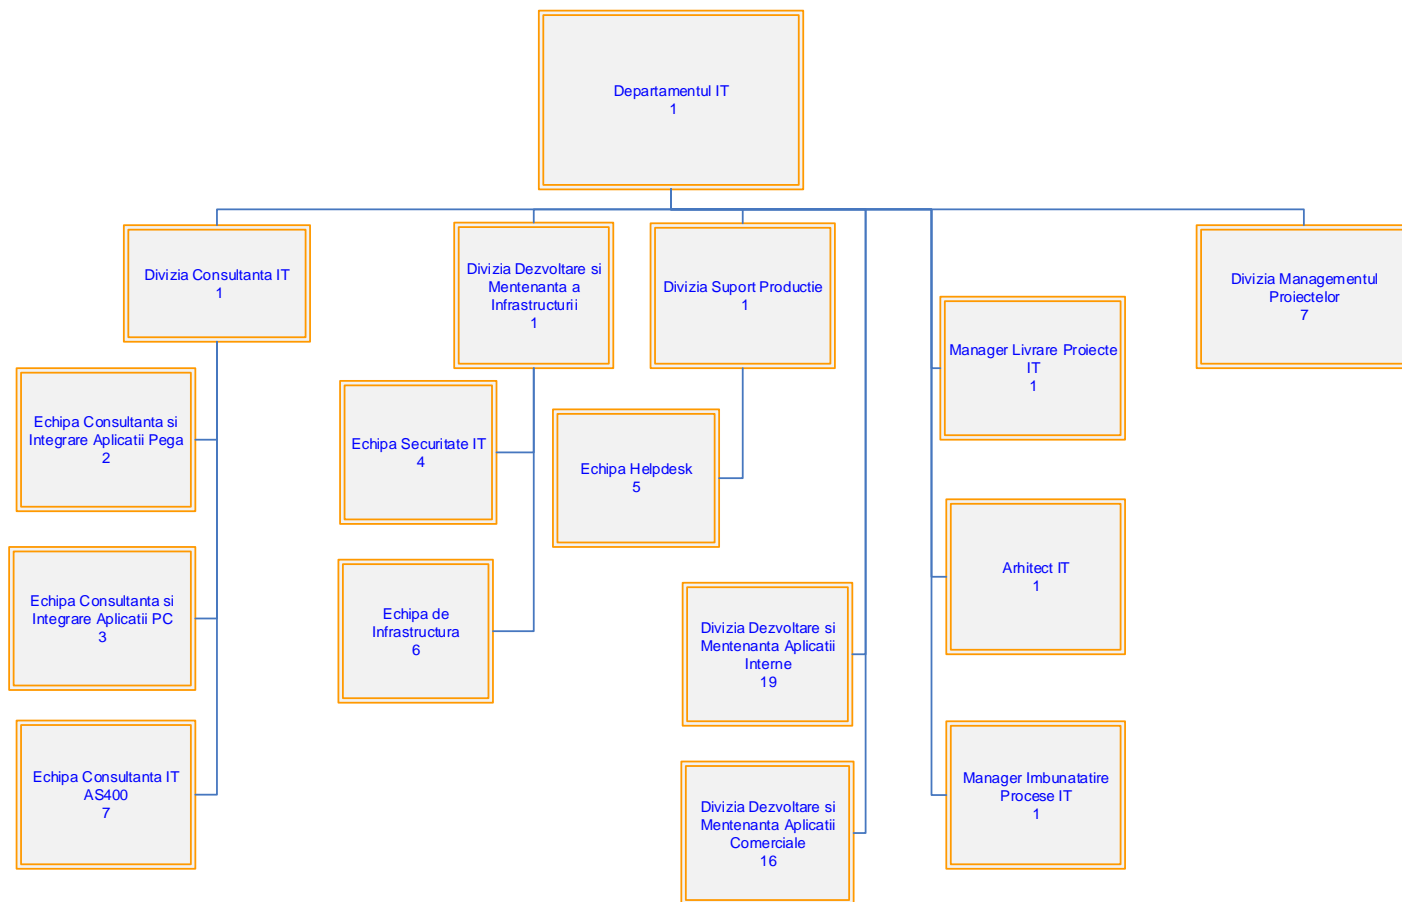 Departamentul IT
1
Divizia Consultanta IT
1
Divizia Dezvoltare si
Mentenanta a
Infrastructurii
1
Divizia Suport Productie
1
Divizia Managementul
Proiectelor
7
Manager Livrare Proiecte
IT
1
Echipa Consultanta si
Integrare Aplicatii Pega
2
Echipa Securitate IT
4
Echipa Helpdesk
5
Arhitect IT
1
Echipa Consultanta si
Integrare Aplicatii PC
3
Echipa de
Infrastructura
6
Divizia Dezvoltare si
Mentenanta Aplicatii
Interne
19
Echipa Consultanta IT
AS400
7
Divizia Dezvoltare si
Mentenanta Aplicatii
Comerciale
16
Manager Imbunatatire
Procese IT
1